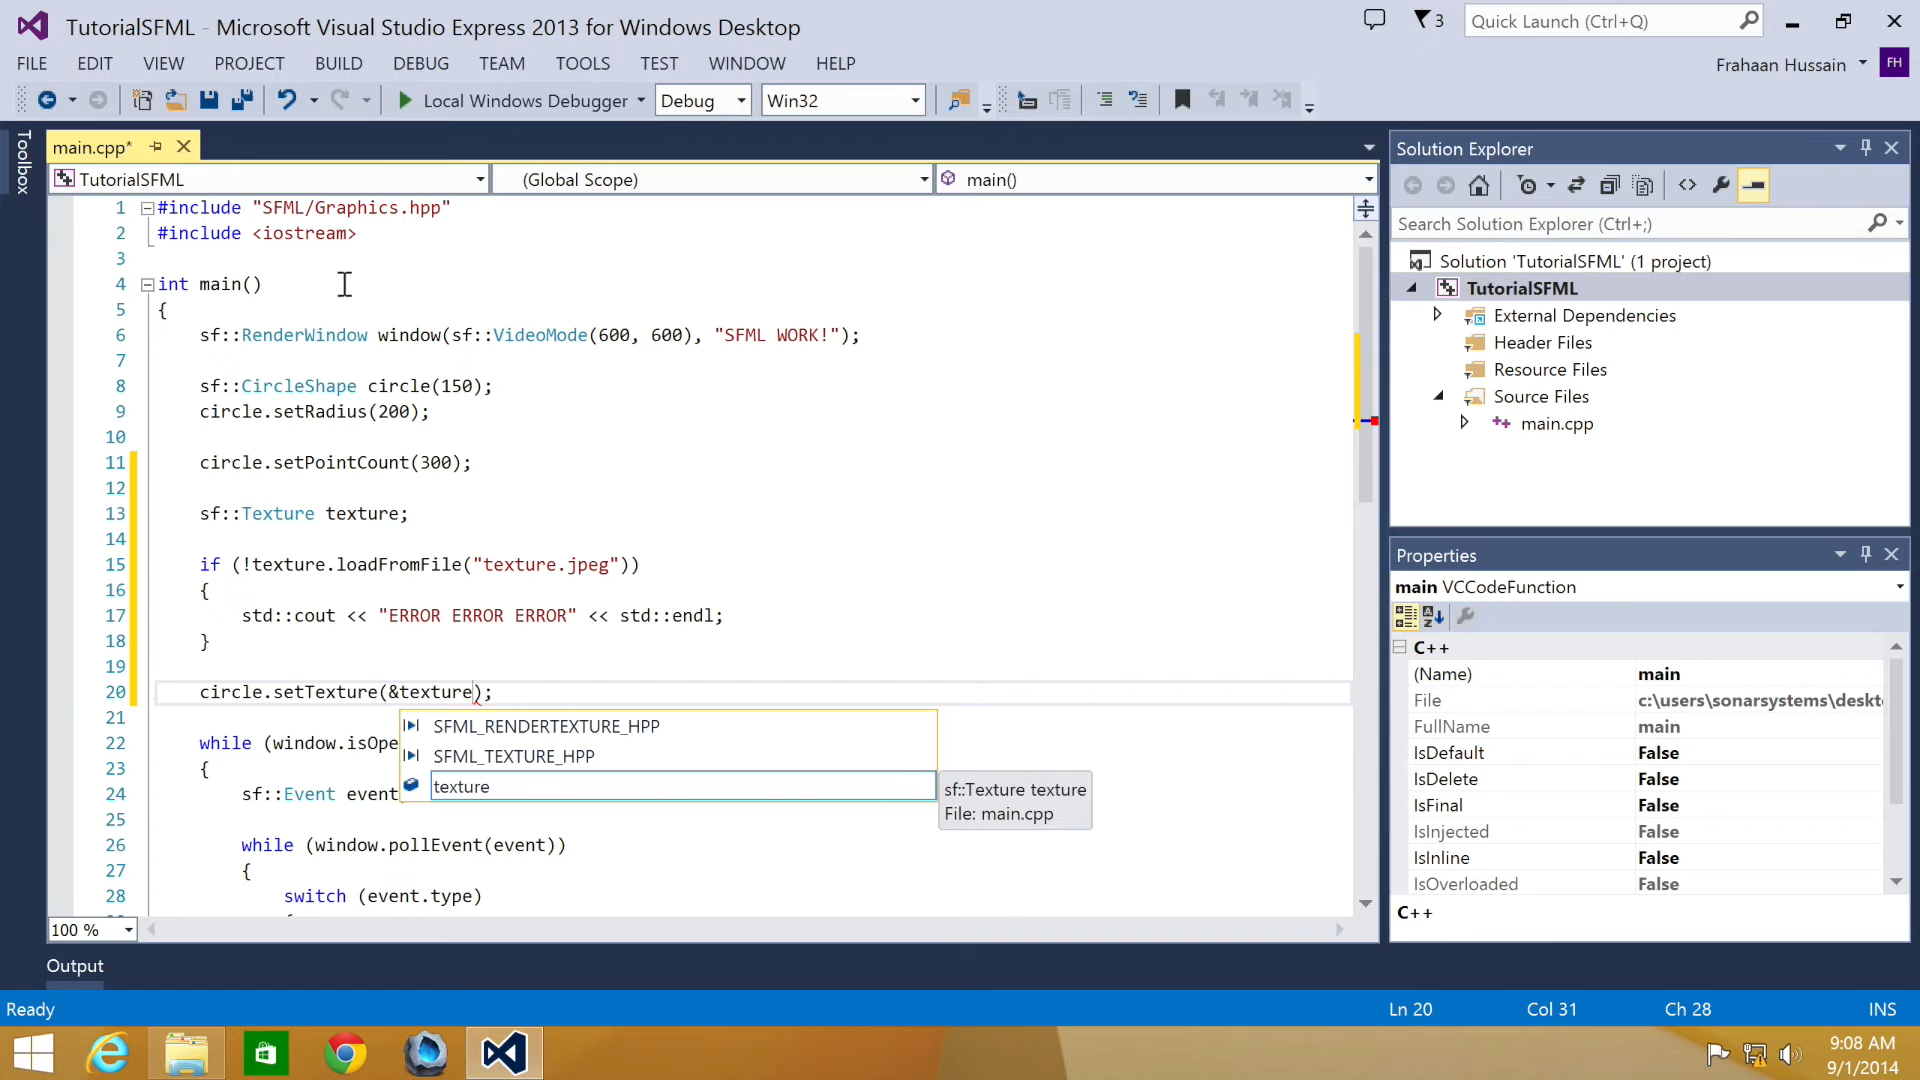 TutorialSFML - Microsoft Visual Studio Express 2013 for Windows Desktop
3
Quick Launch (Ctrl+Q)
FILE EDIT VIEW PROJECT BUILD DEBUG TEAM TOOLS TEST WINDOW HELP
Frahaan Hussain
FH
Local Windows Debugger
Debug
Win32
Toolbox
main.cpp*
TutorialSFML
(Global Scope)
main()
1 #include "SFML/Graphics.hpp"
2 #include <iostream>
3
4 int main()
5 {
6 sf::RenderWindow window(sf::VideoMode(600, 600), "SFML WORK!");
7
8 sf::CircleShape circle(150);
9 circle.setRadius(200);
10
11 circle.setPointCount(300);
12
13 sf::Texture texture;
14
15 if (!texture.loadFromFile("texture.jpeg"))
16 {
17 std::cout << "ERROR ERROR ERROR" << std::endl;
18 }
19
20 circle.setTexture(&texture);
21
22 while (window.isOpe
23 {
24 sf::Event event
25
26 while (window.pollEvent(event))
27 {
28 switch (event.type)
SFML_RENDERTEXTURE_HPP
SFML_TEXTURE_HPP
texture
sf::Texture texture
File: main.cpp
100 %
Output
Solution Explorer
Search Solution Explorer (Ctrl+;)
Solution 'TutorialSFML' (1 project)
TutorialSFML
External Dependencies
Header Files
Resource Files
Source Files
main.cpp
Properties
main VCCodeFunction
C++
(Name) main
File c:\users\sonarsystems\deskt
FullName main
IsDefault False
IsDelete False
IsFinal False
IsInjected False
IsInline False
IsOverloaded False
C++
Ready
Ln 20
Col 31
Ch 28
INS
9:08 AM
9/1/2014